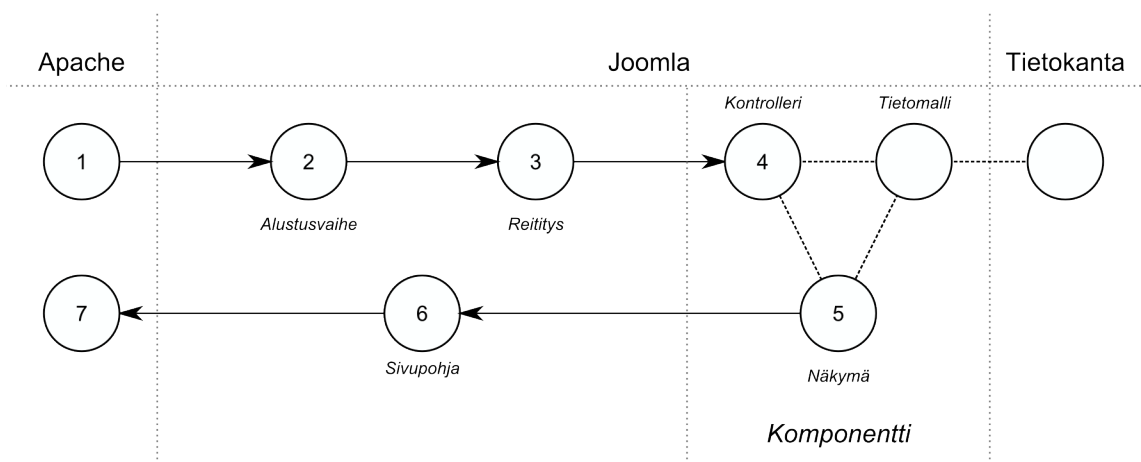 Apache
Joomla
Tietokanta
Kontrolleri
Tietomalli
1
2
3
4
Alustusvaihe
Reititys
7
6
5
Sivupohja
Näkymä
Komponentti